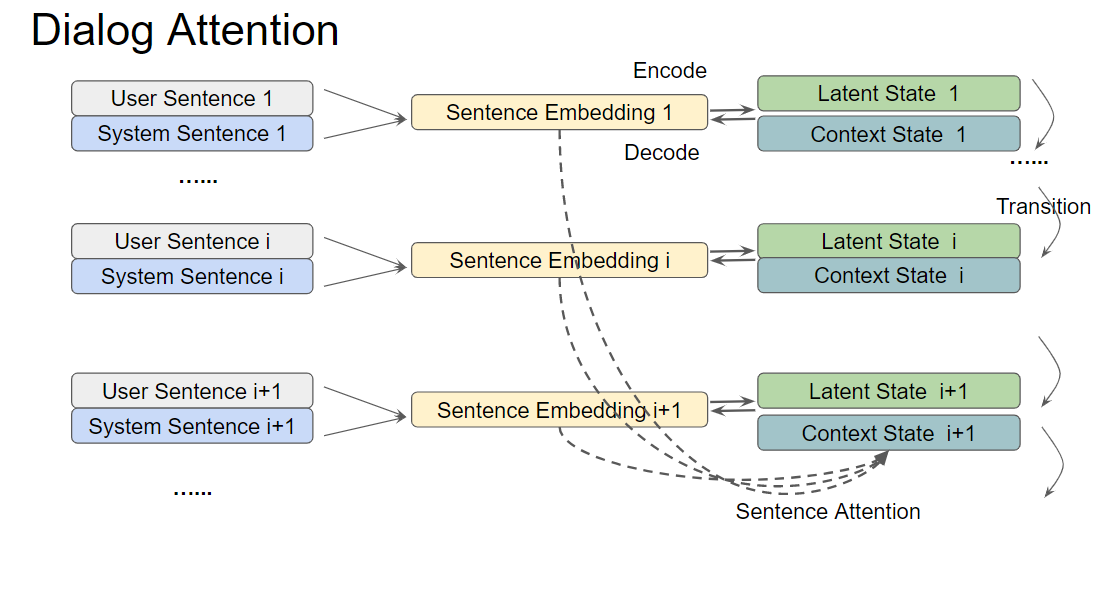 Dialog Attention
Encode
User Sentence 1
System Sentence 1
Sentence Embedding 1
Latent State 1
Context State 1
Decode
…...
…...
Transition
User Sentence i
System Sentence i
Sentence Embedding i
Latent State i
Context State i
User Sentence i+1
System Sentence i+1
Sentence Embedding i+1
Latent State i+1
Context State i+1
…...
Sentence Attention